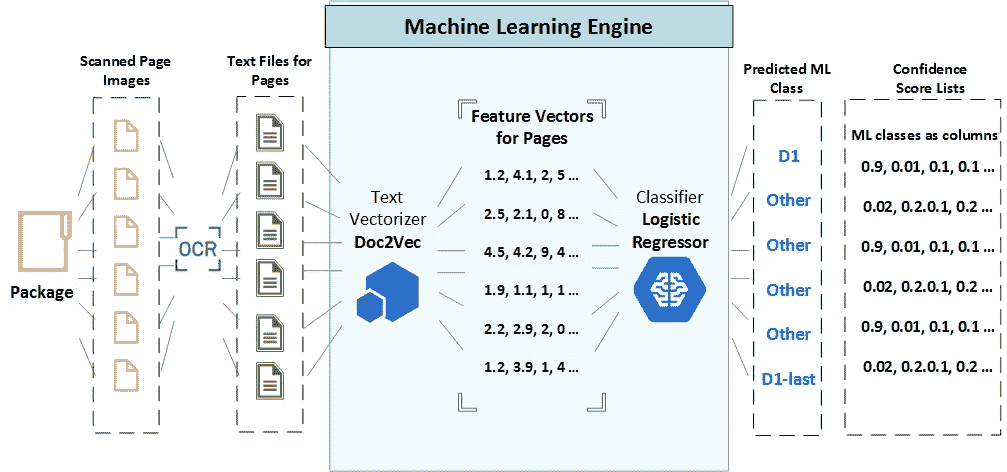 Machine Learning Engine
Scanned Page
Images
Text Files for
Pages
Predicted ML
Class
Confidence
Score Lists
Package
OCR
Text
Vectorizer
Doc2Vec
Feature Vectors
for Pages
1.2, 4.1, 2, 5 ...
2.5, 2.1, 0, 8 ...
4.5, 4.2, 9, 4 ...
1.9, 1.1, 1, 1 ...
2.2, 2.9, 2, 0 ...
1.2, 3.9, 1, 4 ...
Classifier
Logistic
Regressor
D1
Other
Other
Other
Other
D1-last
ML classes as columns
0.9, 0.01, 0.1, 0.1 ...
0.02, 0.2.0.1, 0.2 ...
0.9, 0.01, 0.1, 0.1 ...
0.02, 0.2.0.1, 0.2 ...
0.9, 0.01, 0.1, 0.1 ...
0.02, 0.2.0.1, 0.2 ...